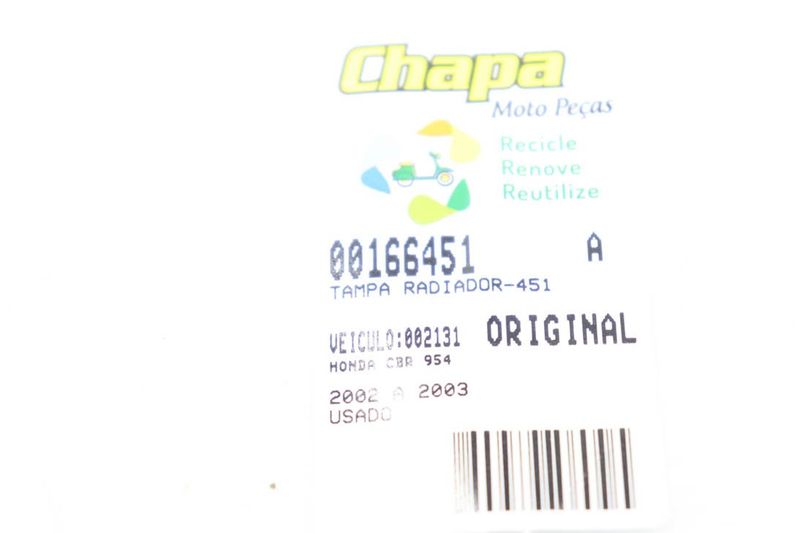 Chapa
Moto Peças
Recicle
Renove
Reutilize
00166451 A
TAMPA RADIADOR-451
VEICULO:002131 ORIGINAL
HONDA CBR 954
2002 A 2003
USADO